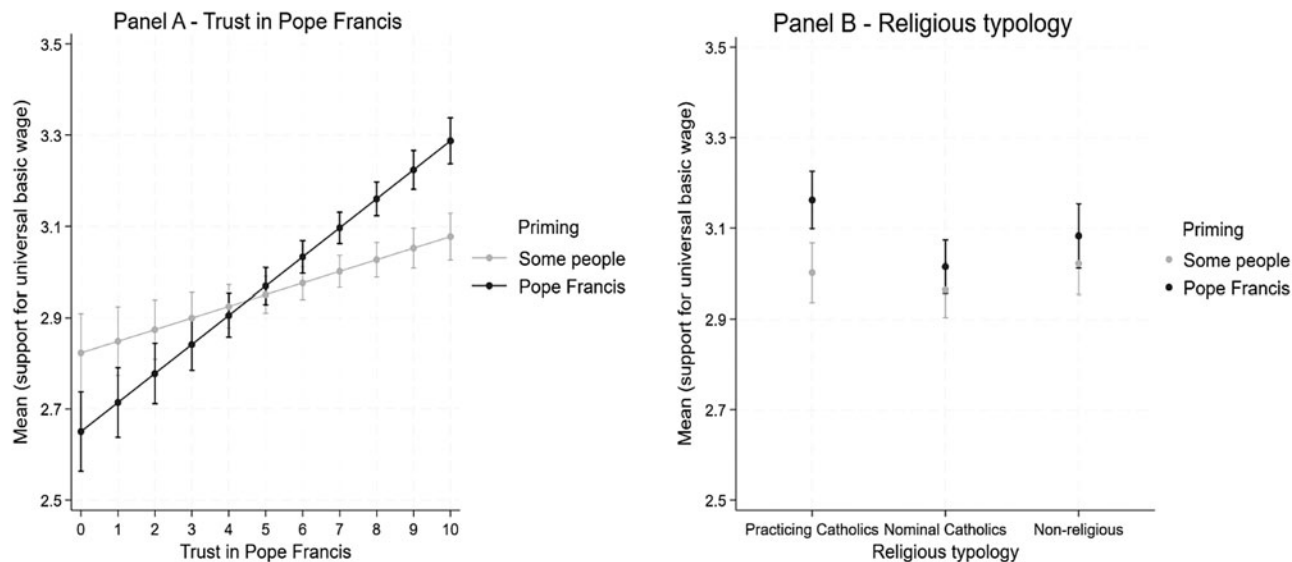 Panel A - Trust in Pope Francis
Mean (support for universal basic wage)
3.5
3.3
3.1
2.9
2.7
2.5
0 1 2 3 4 5 6 7 8 9 10
Trust in Pope Francis
Priming
Some people
Pope Francis
Panel B - Religious typology
Mean (support for universal basic wage)
3.5
3.3
3.1
2.9
2.7
2.5
Practicing Catholics Nominal Catholics Non-religious
Religious typology
Priming
Some people
Pope Francis